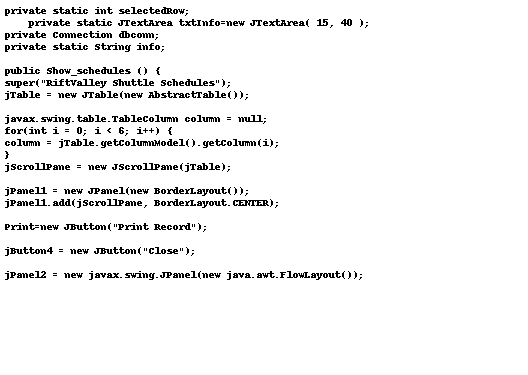 private static int selectedRow;
private static JTextArea txtInfo=new JTextArea( 15, 40 );
private Connection dbconn;
private static String info;
public Show_schedules () {
super("RiftValley Shuttle Schedules");
jTable = new JTable(new AbstractTable());
javax.swing.table.TableColumn column = null;
for(int i = 0; i < 6; i++) {
column = jTable.getColumnModel().getColumn(i);
}
jScrollPane = new JScrollPane(jTable);
jPanel1 = new JPanel(new BorderLayout());
jPanel1.add(jScrollPane, BorderLayout.CENTER);
Print=new JButton("Print Record");
jButton4 = new JButton("Close");
jPanel2 = new javax.swing.JPanel(new java.awt.FlowLayout());